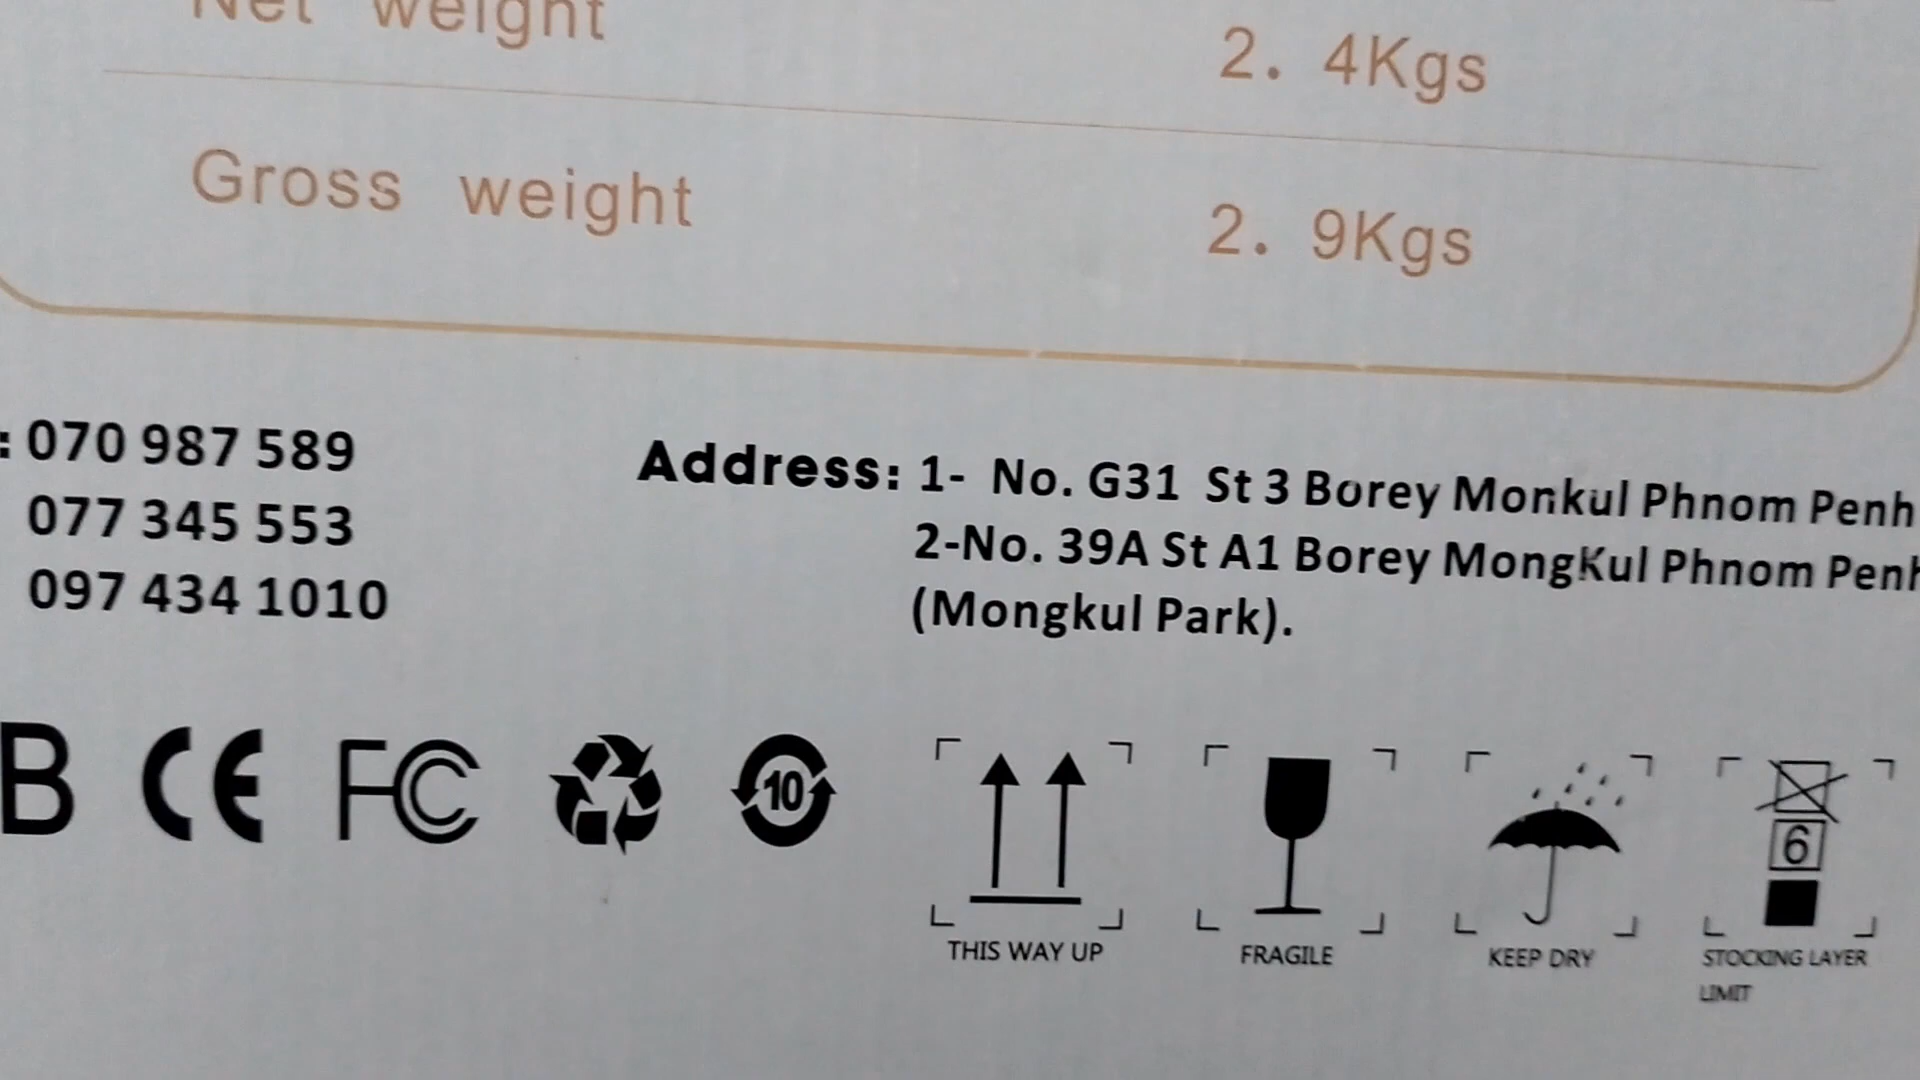 Net weight 2. 4Kgs
Gross weight 2. 9Kgs
: 070 987 589
077 345 553
097 434 1010
Address: 1- No. G31 St 3 Borey Monkul Phnom Penh
2-No. 39A St A1 Borey MongKul Phnom Penh
(Mongkul Park).
B CE FC 10 6
THIS WAY UP FRAGILE KEEP DRY STOCKING LAYER
LIMIT